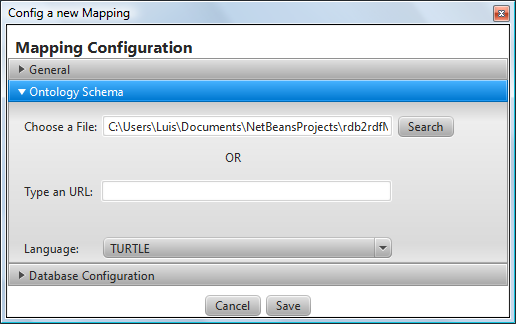 Config a new Mapping
Mapping Configuration
General
Ontology Schema
Choose a File: C:\Users\Luis\Documents\NetBeansProjects\rdb2rdfM Search
OR
Type an URL:
Language: TURTLE
Database Configuration
Cancel Save